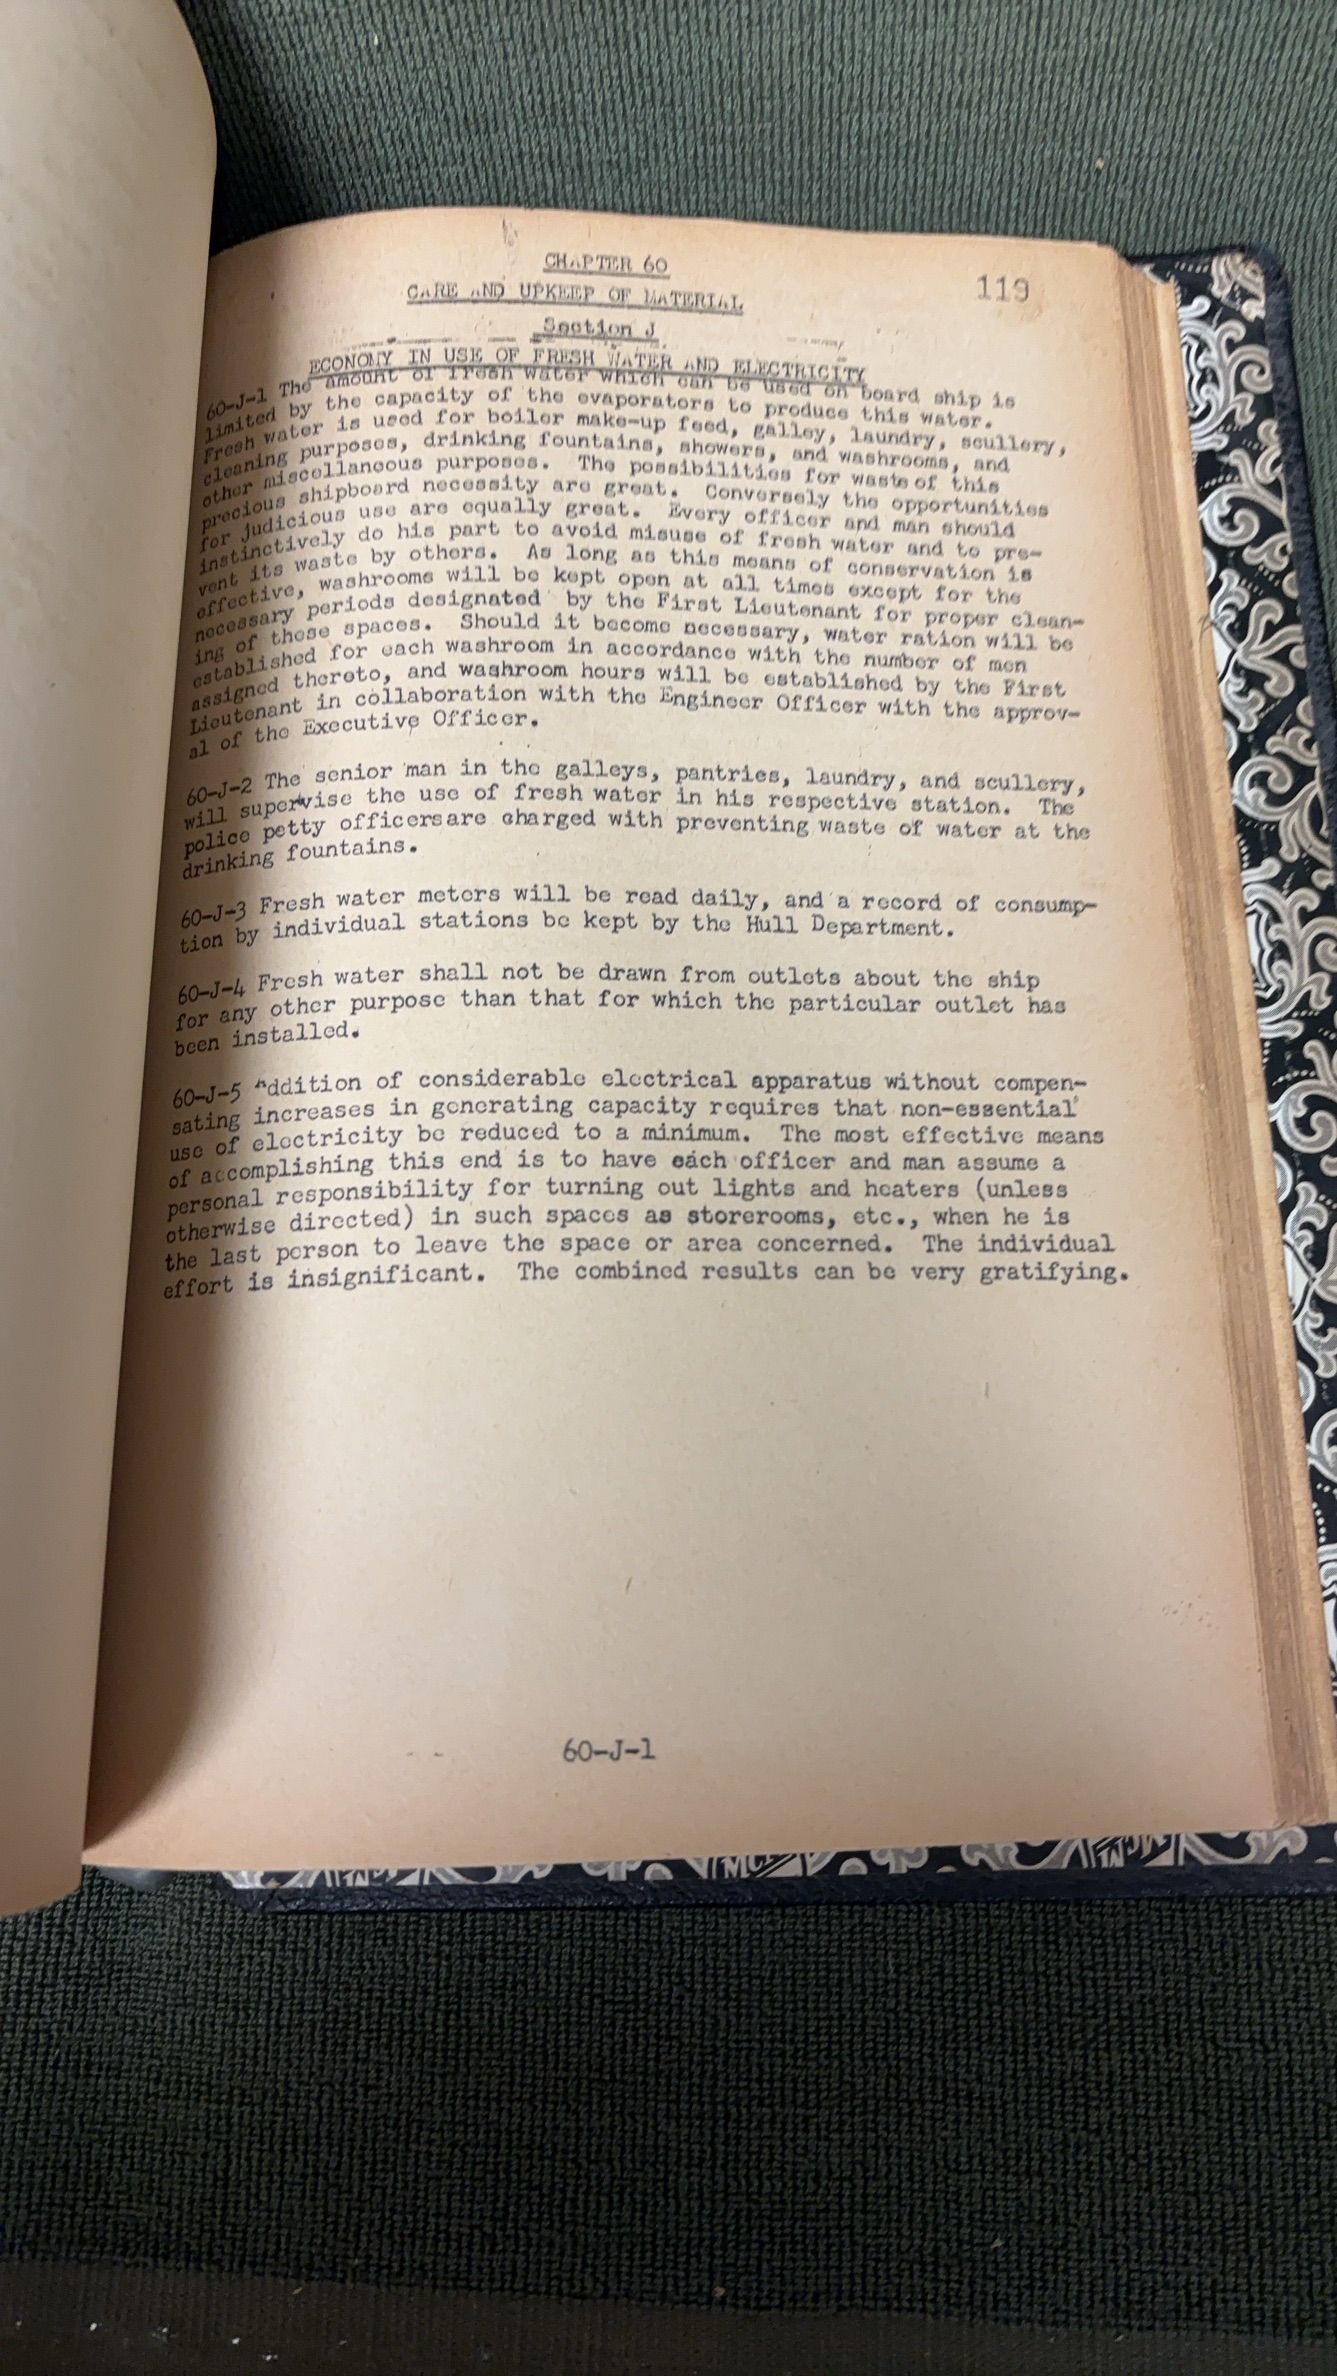 CHAPTER 60
119
CARE AND UPKEEP OF MATERIAL
Section J
ECONOMY IN USE OF FRESH WATER AND ELECTRICITY
60-J-1 The amount of fresh water which can be used on board ship is
limited by the capacity of the evaporators to produce this water.
Fresh water is used for boiler make-up feed, galley, laundry, scullery,
cleaning purposes, drinking fountains, showers, and washrooms, and
other miscellaneous purposes. The possibilities for waste of this
precious shipboard necessity are great. Conversely the opportunities
for judicious use are equally great. Every officer and man should
instinctively do his part to avoid misuse of fresh water and to pre-
vent its waste by others. As long as this means of conservation is
effective, washrooms will be kept open at all times except for the
necessary periods designated by the First Lieutenant for proper clean-
ing of these spaces. Should it become necessary, water ration will be
established for each washroom in accordance with the number of men
assigned thereto, and washroom hours will be established by the First
Lieutenant in collaboration with the Engineer Officer with the approv-
al of the Executive Officer.
60-J-2 The senior man in the galleys, pantries, laundry, and scullery,
will supervise the use of fresh water in his respective station. The
police petty officersare charged with preventing waste of water at the
drinking fountains.
60-J-3 Fresh water meters will be read daily, and a record of consump-
tion by individual stations be kept by the Hull Department.
60-J-4 Fresh water shall not be drawn from outlets about the ship
for any other purpose than that for which the particular outlet has
been installed.
60-J-5 Addition of considerable electrical apparatus without compen-
sating increases in generating capacity requires that non-essential
use of electricity be reduced to a minimum. The most effective means
of accomplishing this end is to have each officer and man assume a
personal responsibility for turning out lights and heaters (unless
otherwise directed) in such spaces as storerooms, etc., when he is
the last person to leave the space or area concerned. The individual
effort is insignificant. The combined results can be very gratifying.
60-J-1